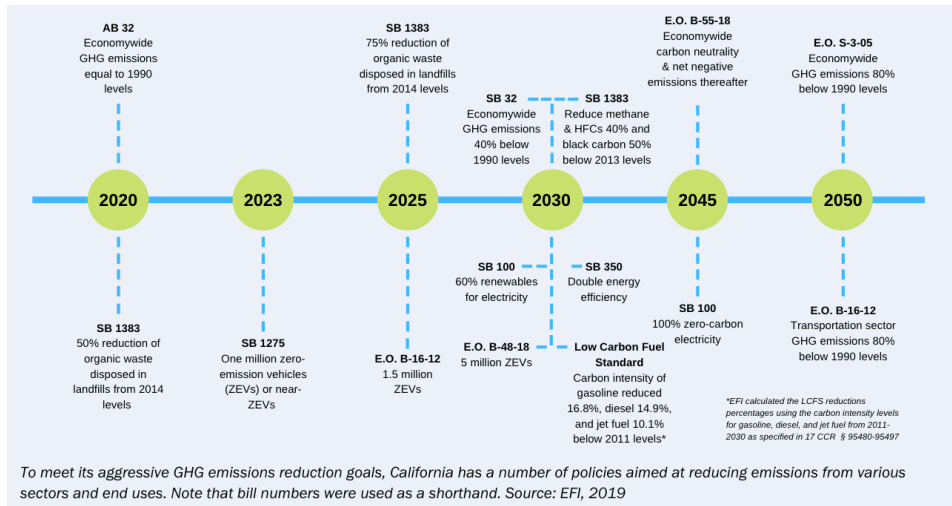 AB 32
Economywide
GHG emissions
equal to 1990
levels
SB 1383
75% reduction of
organic waste
disposed in landfills
from 2014 levels
SB 32
Economywide
GHG emissions
40% below
1990 levels
SB 1383
Reduce methane
& HFCs 40% and
black carbon 50%
below 2013 levels
E.O. B-55-18
Economywide
carbon neutrality
& net negative
emissions thereafter
E.O. S-3-05
Economywide
GHG emissions 80%
below 1990 levels
2020
2023
2025
2030
2045
2050
SB 1383
50% reduction of
organic waste
disposed in
landfills from 2014
levels
SB 1275
One million zero-
emission vehicles
(ZEVs) or near-
ZEVs
E.O. B-16-12
1.5 million
ZEVs
SB 100
60% renewables
for electricity
SB 350
Double energy
efficiency
E.O. B-48-18
5 million ZEVs
Low Carbon Fuel
Standard
Carbon intensity of
gasoline reduced
16.8%, diesel 14.9%,
and jet fuel 10.1%
below 2011 levels*
SB 100
100% zero-carbon
electricity
E.O. B-16-12
Transportation sector
GHG emissions 80%
below 1990 levels
*EFI calculated the LCFS reductions
percentages using the carbon intensity levels
for gasoline, diesel, and jet fuel from 2011-
2030 as specified in 17 CCR § 95480-95497
To meet its aggressive GHG emissions reduction goals, California has a number of policies aimed at reducing emissions from various
sectors and end uses. Note that bill numbers were used as a shorthand. Source: EFI, 2019